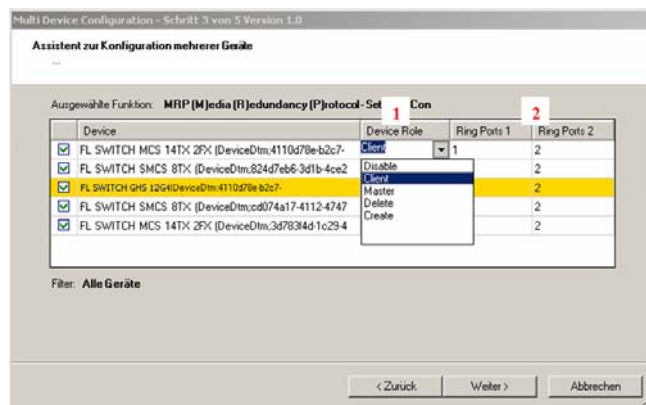 Multi Device Configuration - Schritt 3 von 5 Version 1.0
Assistent zur Konfiguration mehrerer Geräte
...
Ausgewählte Funktion: MRP (M)edia (R)edundancy (P)rotocol- Set Con
1 2
Device Device Role Ring Ports 1 Ring Ports 2
FL SWITCH MCS 14TX 2FX (DeviceDtm;4110d78e-b2c7- Client 1 2
FL SWITCH SMCS 8TX (DeviceDtm;824d7eb6-3d1b-4ce2 2
FL SWITCH GHS 12G4(DeviceDtm;4110d78e-b2c7- 2
FL SWITCH SMCS 8TX (DeviceDtm;cd074a17-4112-4747 2
FL SWITCH MCS 14TX 2FX (DeviceDtm;3d783f4d-1c29-4 2
Disable
Client
Master
Delete
Create
Filter: Alle Geräte
< Zurück Weiter > Abbrechen